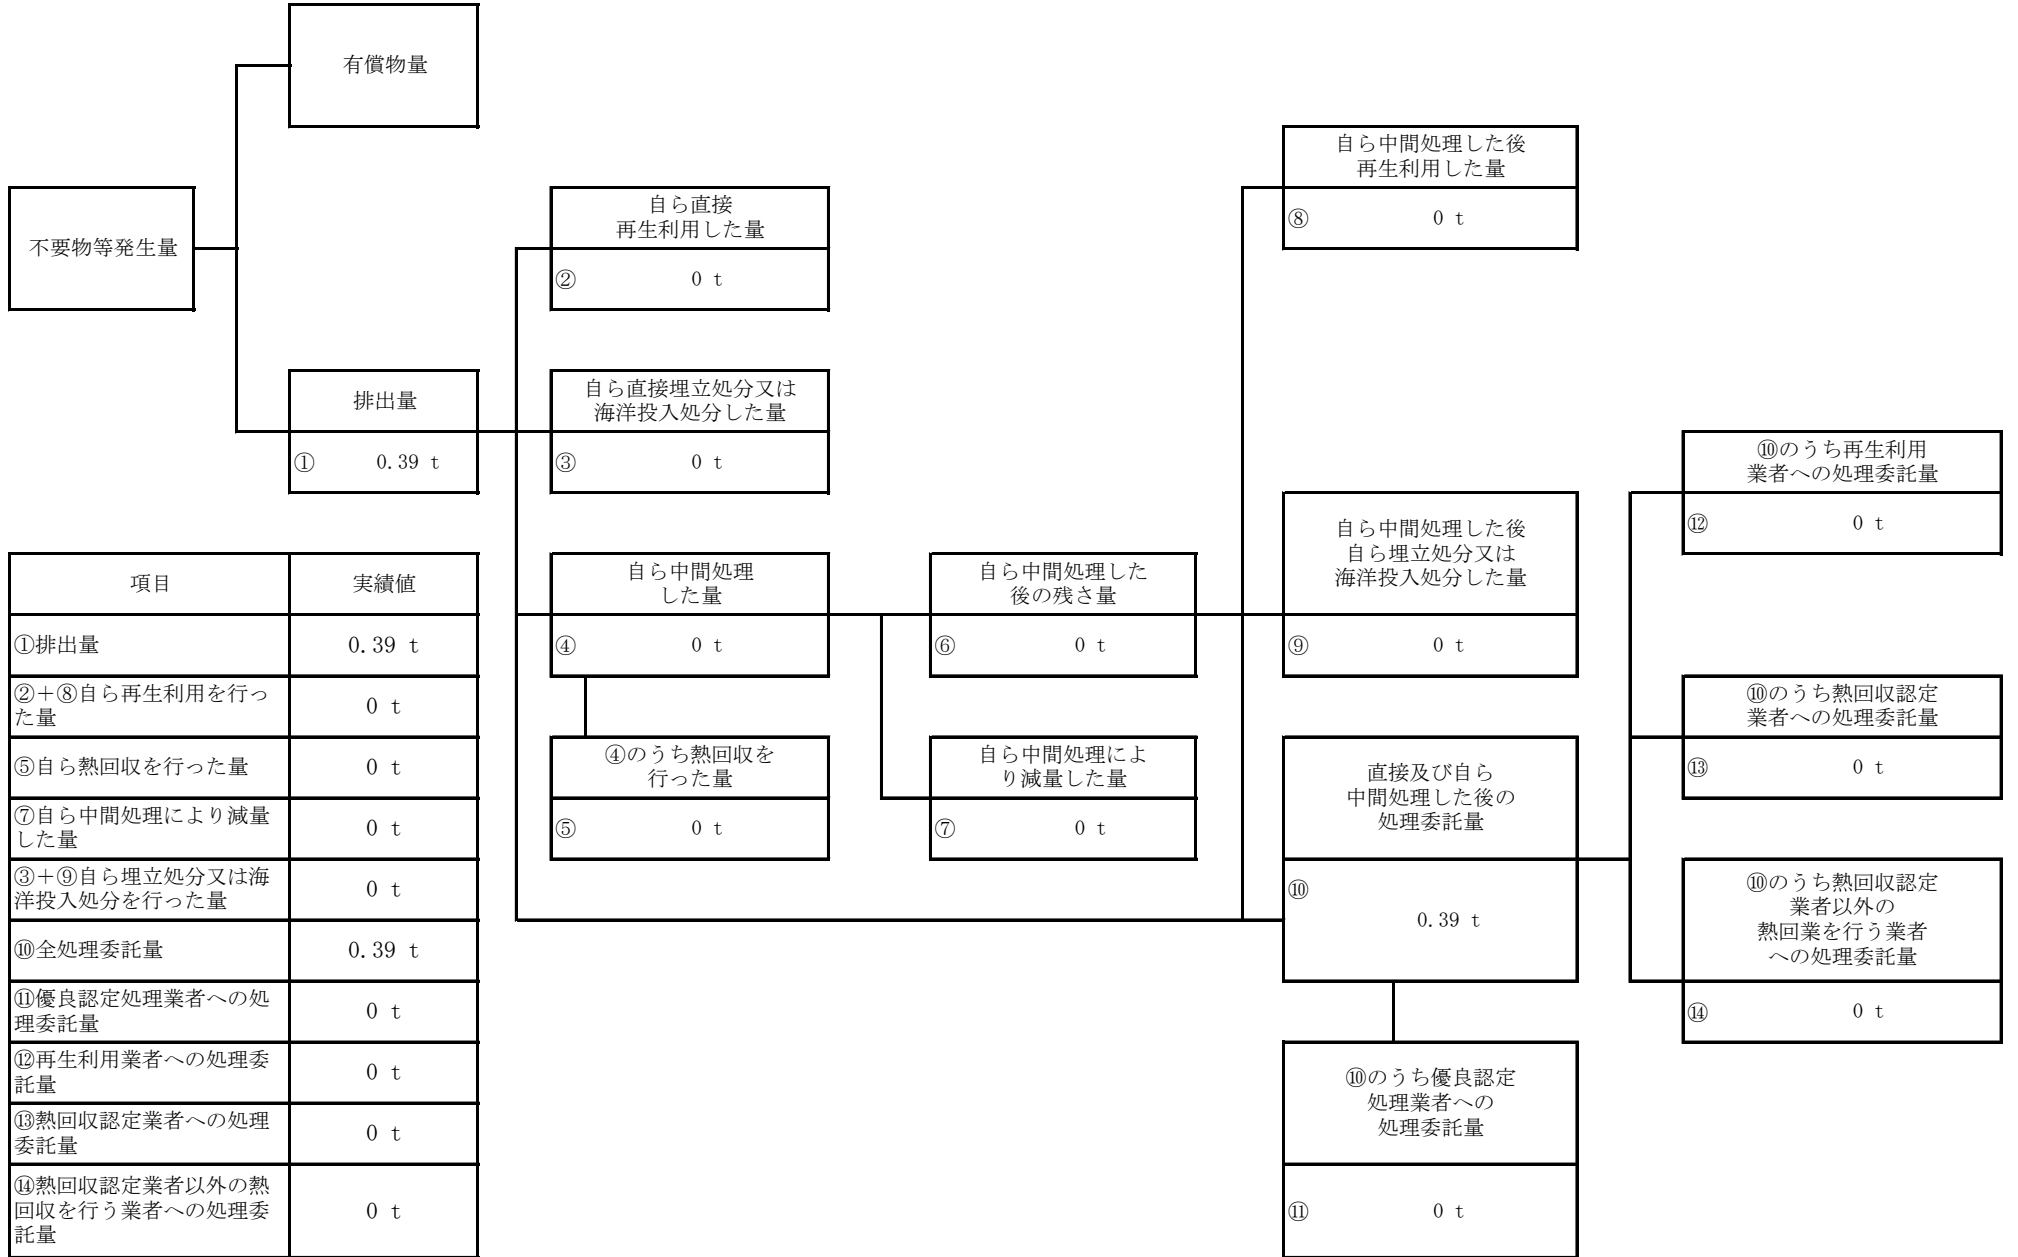 有償物量
不要物等発生量
排出量
① 0.39 t
自ら直接
再生利用した量
② 0 t
自ら直接埋立処分又は
海洋投入処分した量
③ 0 t
自ら中間処理
した量
④ 0 t
④のうち熱回収を
行った量
⑤ 0 t
自ら中間処理した
後の残さ量
⑥ 0 t
自ら中間処理によ
り減量した量
⑦ 0 t
自ら中間処理した後
再生利用した量
⑧ 0 t
自ら中間処理した後
自ら埋立処分又は
海洋投入処分した量
⑨ 0 t
直接及び自ら
中間処理した後の
処理委託量
⑩
0.39 t
⑩のうち優良認定
処理業者への
処理委託量
⑪ 0 t
⑩のうち再生利用
業者への処理委託量
⑫ 0 t
⑩のうち熱回収認定
業者への処理委託量
⑬ 0 t
⑩のうち熱回収認定
業者以外の
熱回業を行う業者
への処理委託量
⑭ 0 t
項目 実績値
①排出量 0.39 t
②+⑧自ら再生利用を行っ
た量 0 t
⑤自ら熱回収を行った量 0 t
⑦自ら中間処理により減量
した量 0 t
③+⑨自ら埋立処分又は海
洋投入処分を行った量 0 t
⑩全処理委託量 0.39 t
⑪優良認定処理業者への処
理委託量 0 t
⑫再生利用業者への処理委
託量 0 t
⑬熱回収認定業者への処理
委託量 0 t
⑭熱回収認定業者以外の熱
回収を行う業者への処理委
託量 0 t